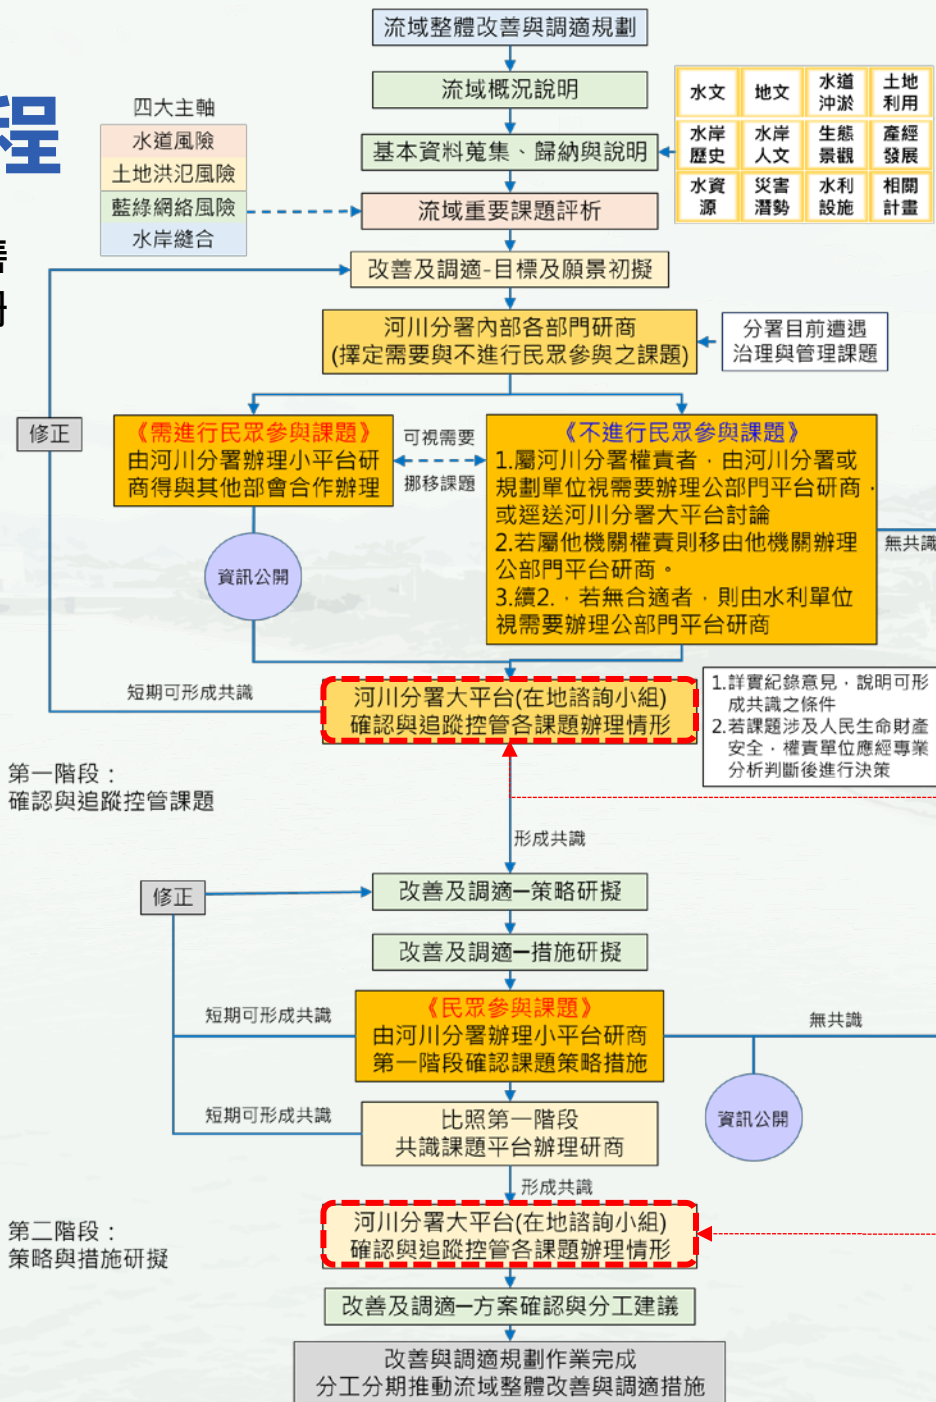 程
流域整體改善與調適規劃
流域概況說明
四大主軸
水道風險
土地洪氾風險
藍綠網絡風險
水岸縫合
基本資料蒐集、歸納與說明
水文 地文 水道沖淤 土地利用
水岸歷史 水岸人文 生態景觀 產經發展
水資源 災害潛勢 水利設施 相關計畫
流域重要課題評析
改善及調適-目標及願景初擬
河川分署內部各部門研商
(擇定需要與不進行民眾參與之課題)
分署目前遭遇
治理與管理課題
修正
《需進行民眾參與課題》
由河川分署辦理小平台研
商得與其他部會合作辦理
可視需要
挪移課題
《不進行民眾參與課題》
1.屬河川分署權責者，由河川分署或
規劃單位視需要辦理公部門平台研商，
或逕送河川分署大平台討論
2.若屬他機關權責則移由他機關辦理
公部門平台研商。
3.續2.，若無合適者，則由水利單位
視需要辦理公部門平台研商
無共識
資訊公開
短期可形成共識
河川分署大平台(在地諮詢小組)
確認與追蹤控管各課題辦理情形
1.詳實紀錄意見，說明可形
成共識之條件
2.若課題涉及人民生命財產
安全，權責單位應經專業
分析判斷後進行決策
第一階段：
確認與追蹤控管課題
形成共識
修正
改善及調適—策略研擬
改善及調適—措施研擬
短期可形成共識
《民眾參與課題》
由河川分署辦理小平台研商
第一階段確認課題策略措施
無共識
資訊公開
短期可形成共識
比照第一階段
共識課題平台辦理研商
形成共識
第二階段：
策略與措施研擬
河川分署大平台(在地諮詢小組)
確認與追蹤控管各課題辦理情形
改善及調適—方案確認與分工建議
改善與調適規劃作業完成
分工分期推動流域整體改善與調適措施